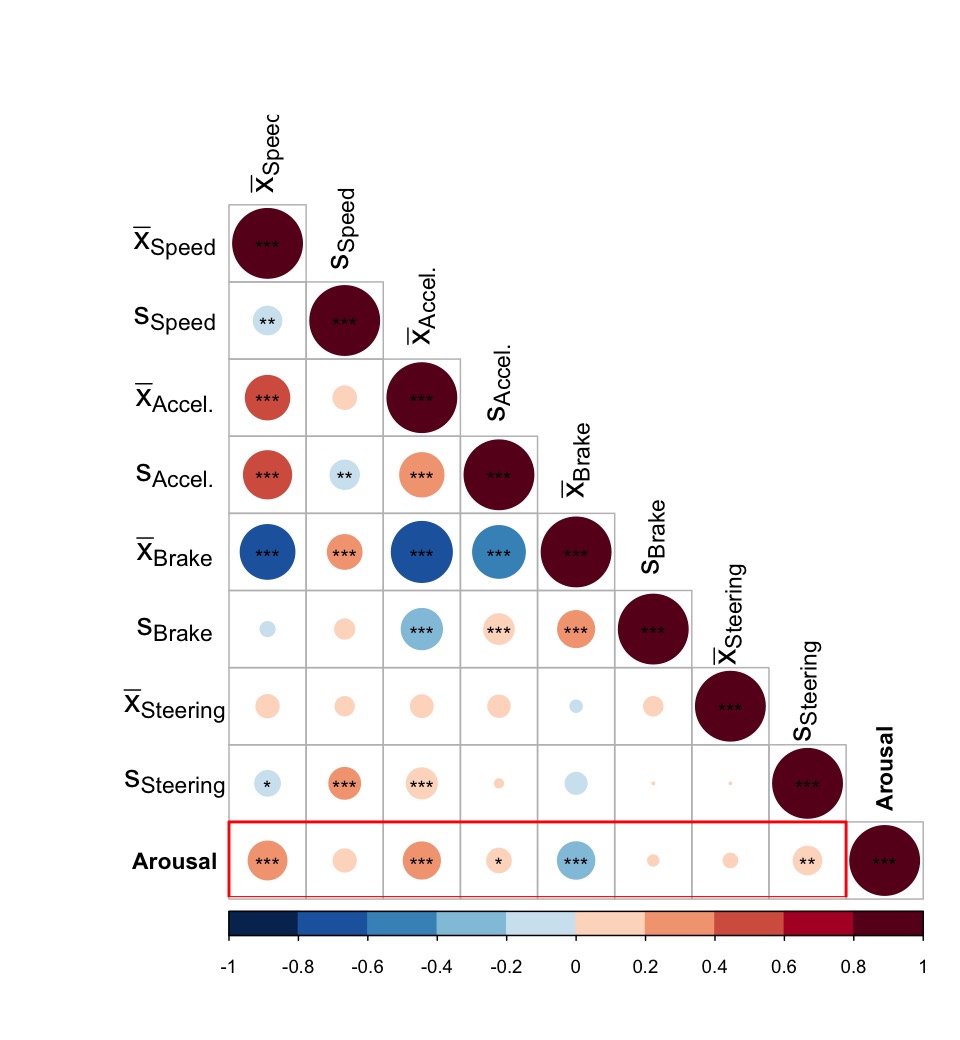 x̄Speed
sSpeed
x̄Accel.
sAccel.
x̄Brake
sBrake
x̄Steering
sSteering
Arousal
x̄Speed ***
sSpeed ** ***
x̄Accel. *** ***
sAccel. *** ** *** ***
x̄Brake *** *** *** *** ***
sBrake *** *** *** ***
x̄Steering ***
sSteering * *** *** ***
Arousal *** *** * *** ** ***
-1 -0.8 -0.6 -0.4 -0.2 0 0.2 0.4 0.6 0.8 1